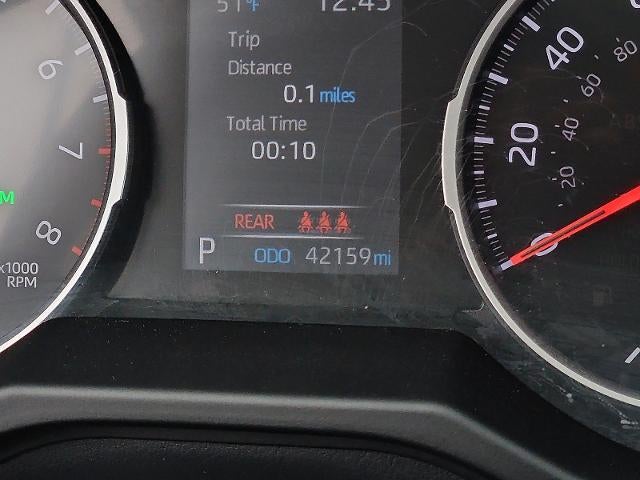 51°F 12:45
Trip
Distance
0.1 miles
Total Time
00:10
REAR
P ODO 42159 mi
6
7
8
x1000
RPM
M
40
20
0
80
60
40
20